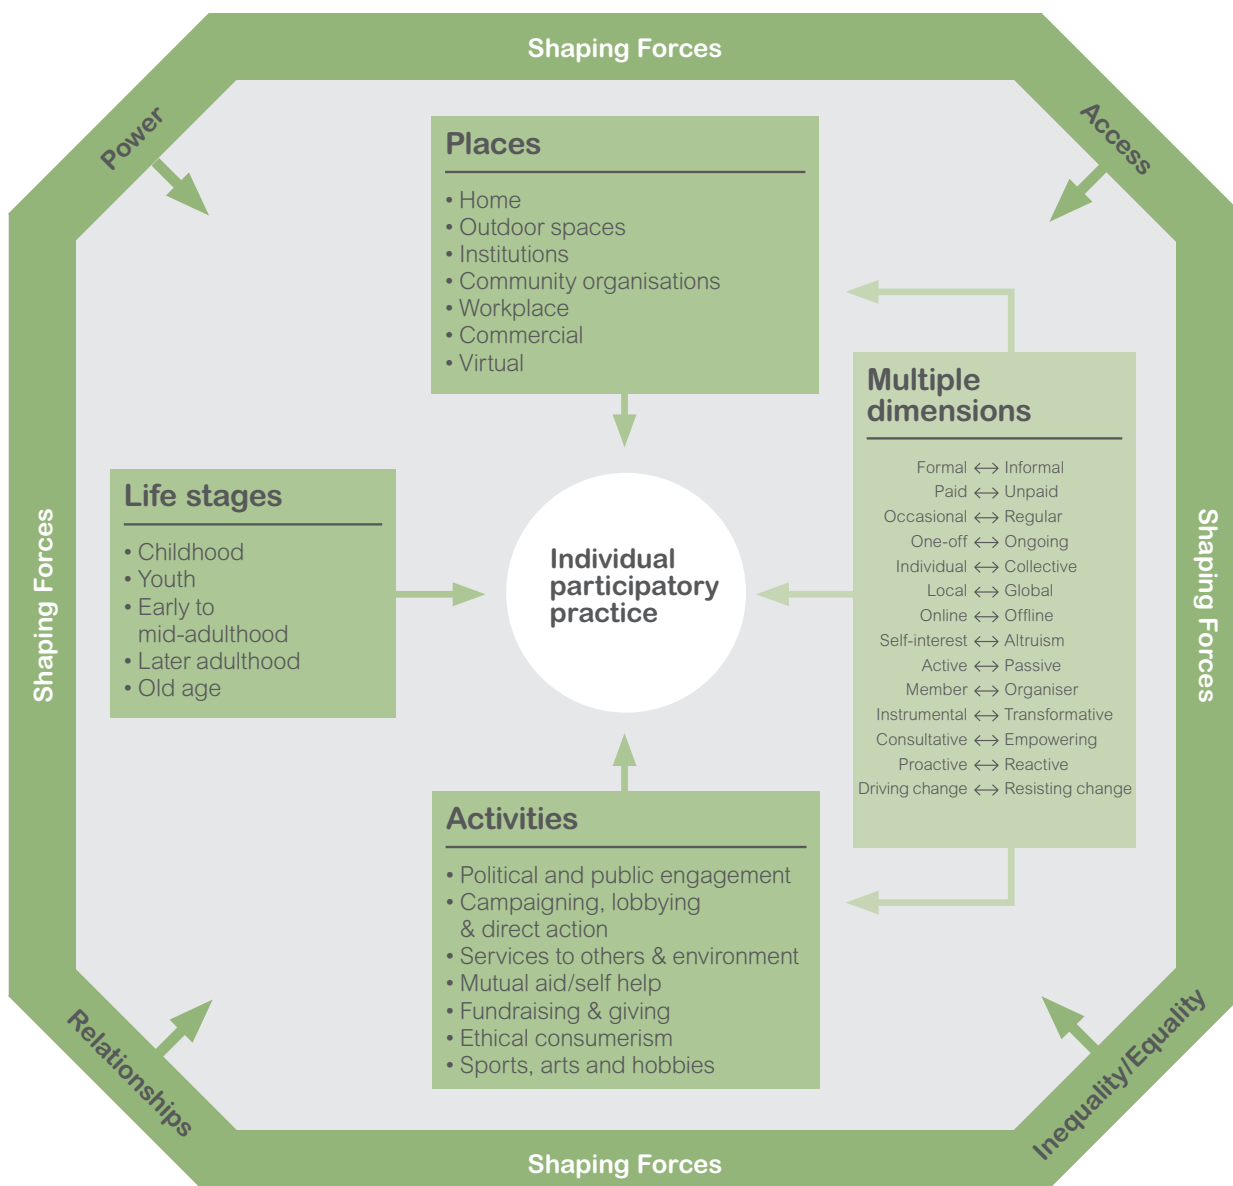 Shaping Forces
Power
Access
Places
• Home
• Outdoor spaces
• Institutions
• Community organisations
• Workplace
• Commercial
• Virtual
Multiple
dimensions
Formal ↔ Informal
Paid ↔ Unpaid
Occasional ↔ Regular
One-off ↔ Ongoing
Individual ↔ Collective
Local ↔ Global
Online ↔ Offline
Self-interest ↔ Altruism
Active ↔ Passive
Member ↔ Organiser
Instrumental ↔ Transformative
Consultative ↔ Empowering
Proactive ↔ Reactive
Driving change ↔ Resisting change
Shaping Forces
Life stages
• Childhood
• Youth
• Early to
mid-adulthood
• Later adulthood
• Old age
Individual
participatory
practice
Shaping Forces
Activities
• Political and public engagement
• Campaigning, lobbying
& direct action
• Services to others & environment
• Mutual aid/self help
• Fundraising & giving
• Ethical consumerism
• Sports, arts and hobbies
Relationships
Inequality/Equality
Shaping Forces